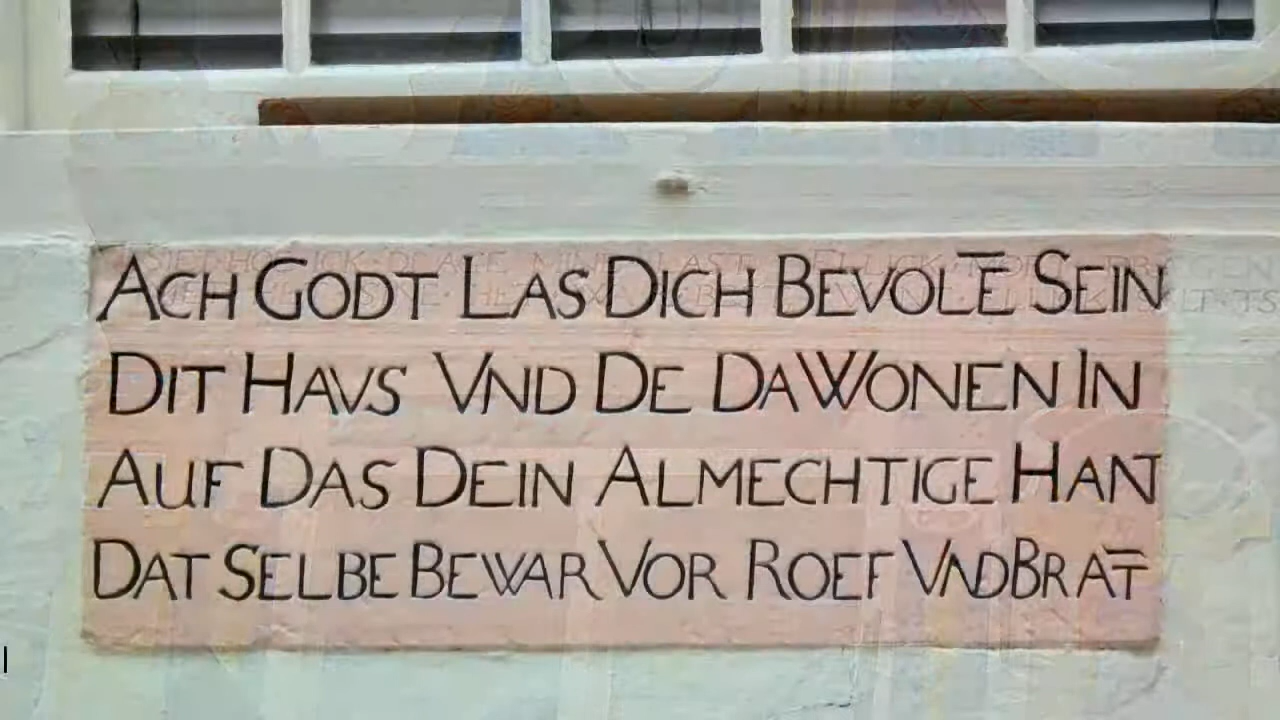 ACH GODT LAS DICH BEVOLT̄E SEIN
DIT HAVS VND DE DA WONEN IN
AUF DAS DEIN ALMECHTIGE HANT
DAT SELBE BEWAR VOR ROEF VND BRAT̄